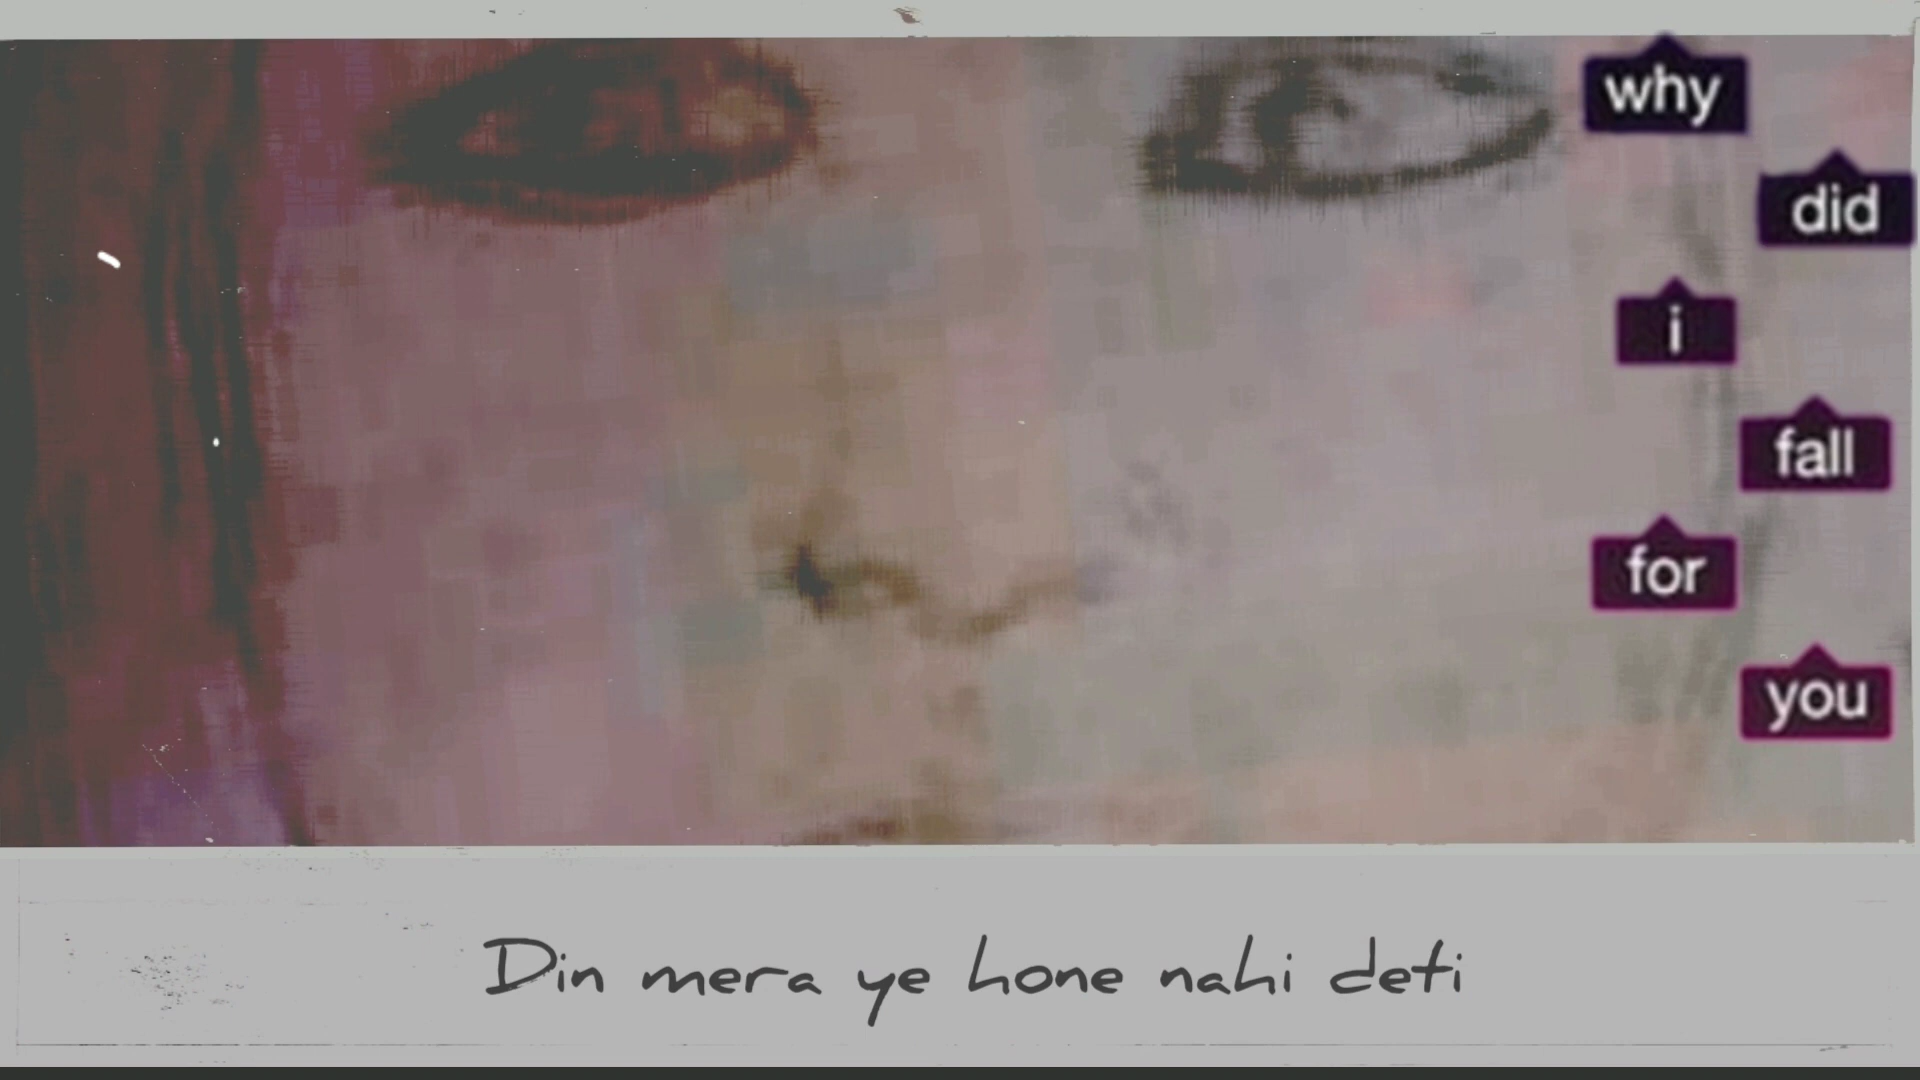 why
did
i
fall
for
you
Din mera ye hone nahi deti